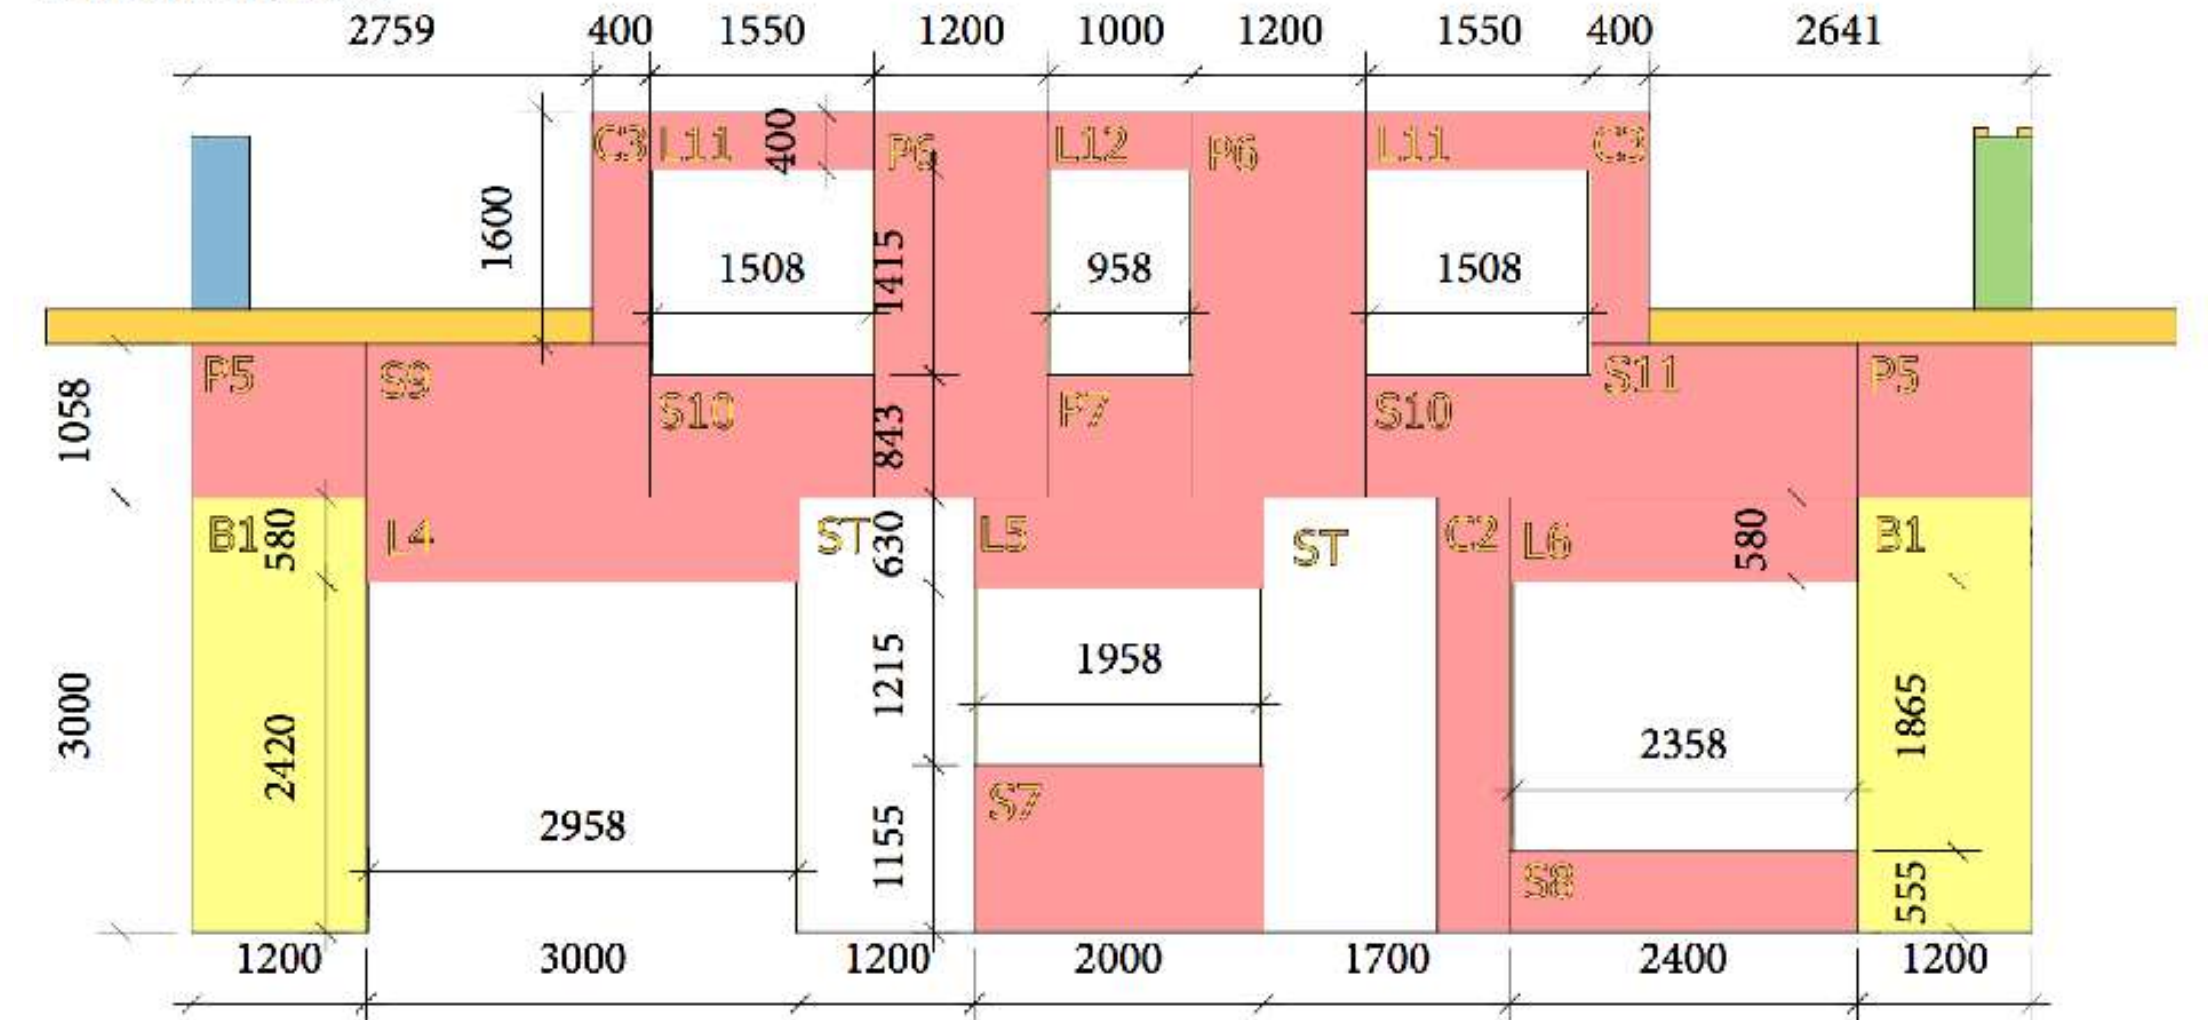 2759 400 1550 1200 1000 1200 1550 400 2641
C3 L11 400 P6 L12 P6 L11 C3
1600 1508 1415 958 1508
P5 S9 S11 P5
1058 S10 843 P7 S10
B1 580 L4 ST 630 L5 ST C2 L6 580 B1
3000 2420 1215 1958 1865
2358
2958 1155 S7
S8 555
1200 3000 1200 2000 1700 2400 1200